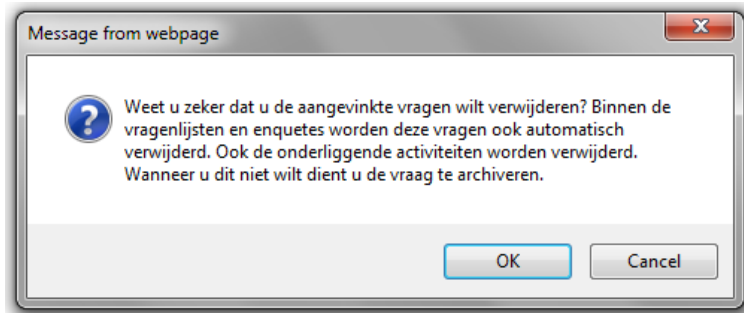 Message from webpage
x
Weet u zeker dat u de aangevinkte vragen wilt verwijderen? Binnen de
vragenlijsten en enquetes worden deze vragen ook automatisch
verwijderd. Ook de onderliggende activiteiten worden verwijderd.
Wanneer u dit niet wilt dient u de vraag te archiveren.
OK Cancel